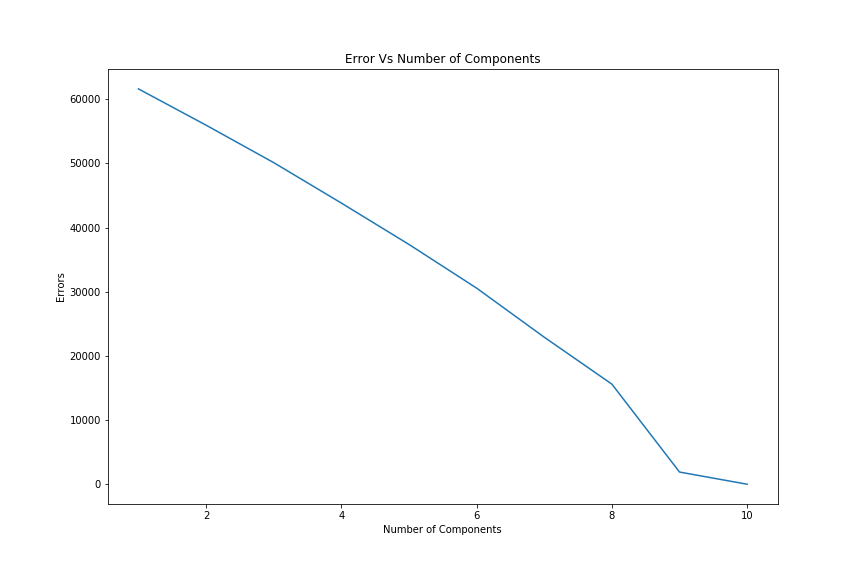 Error Vs Number of Components
60000
50000
40000
30000
20000
10000
0
Errors
2 4 6 8 10
Number of Components